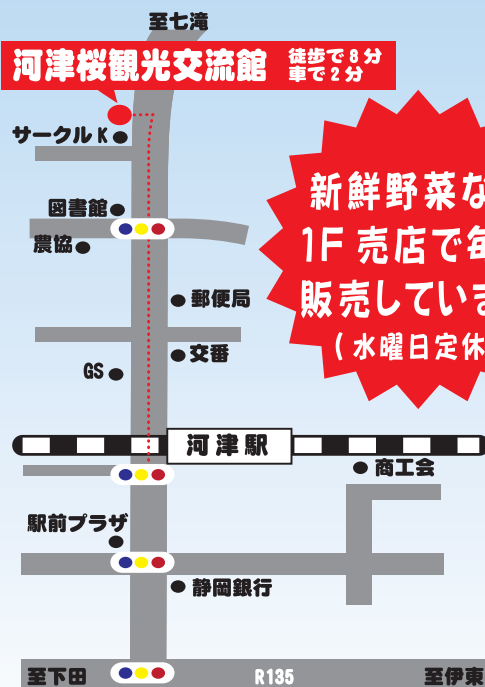 至七滝
河津桜観光交流館
徒歩で8分
車で2分
サークルK
図書館
農協
新鮮野菜な
1F 売店で毎
販売していま
(水曜日定休
郵便局
交番
GS
河津駅
商工会
駅前プラザ
静岡銀行
至下田
R135
至伊東